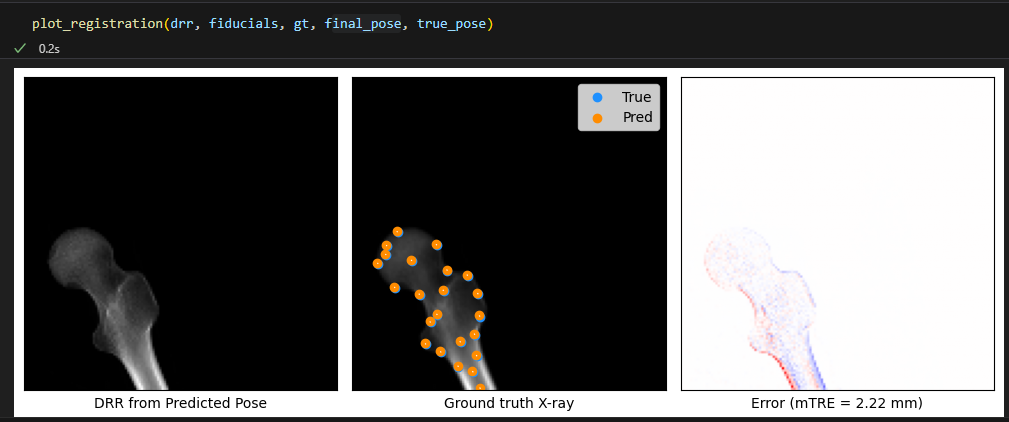 plot_registration(drr, fiducials, gt, final_pose, true_pose)
0.2s
True
Pred
DRR from Predicted Pose
Ground truth X-ray
Error (mTRE = 2.22 mm)